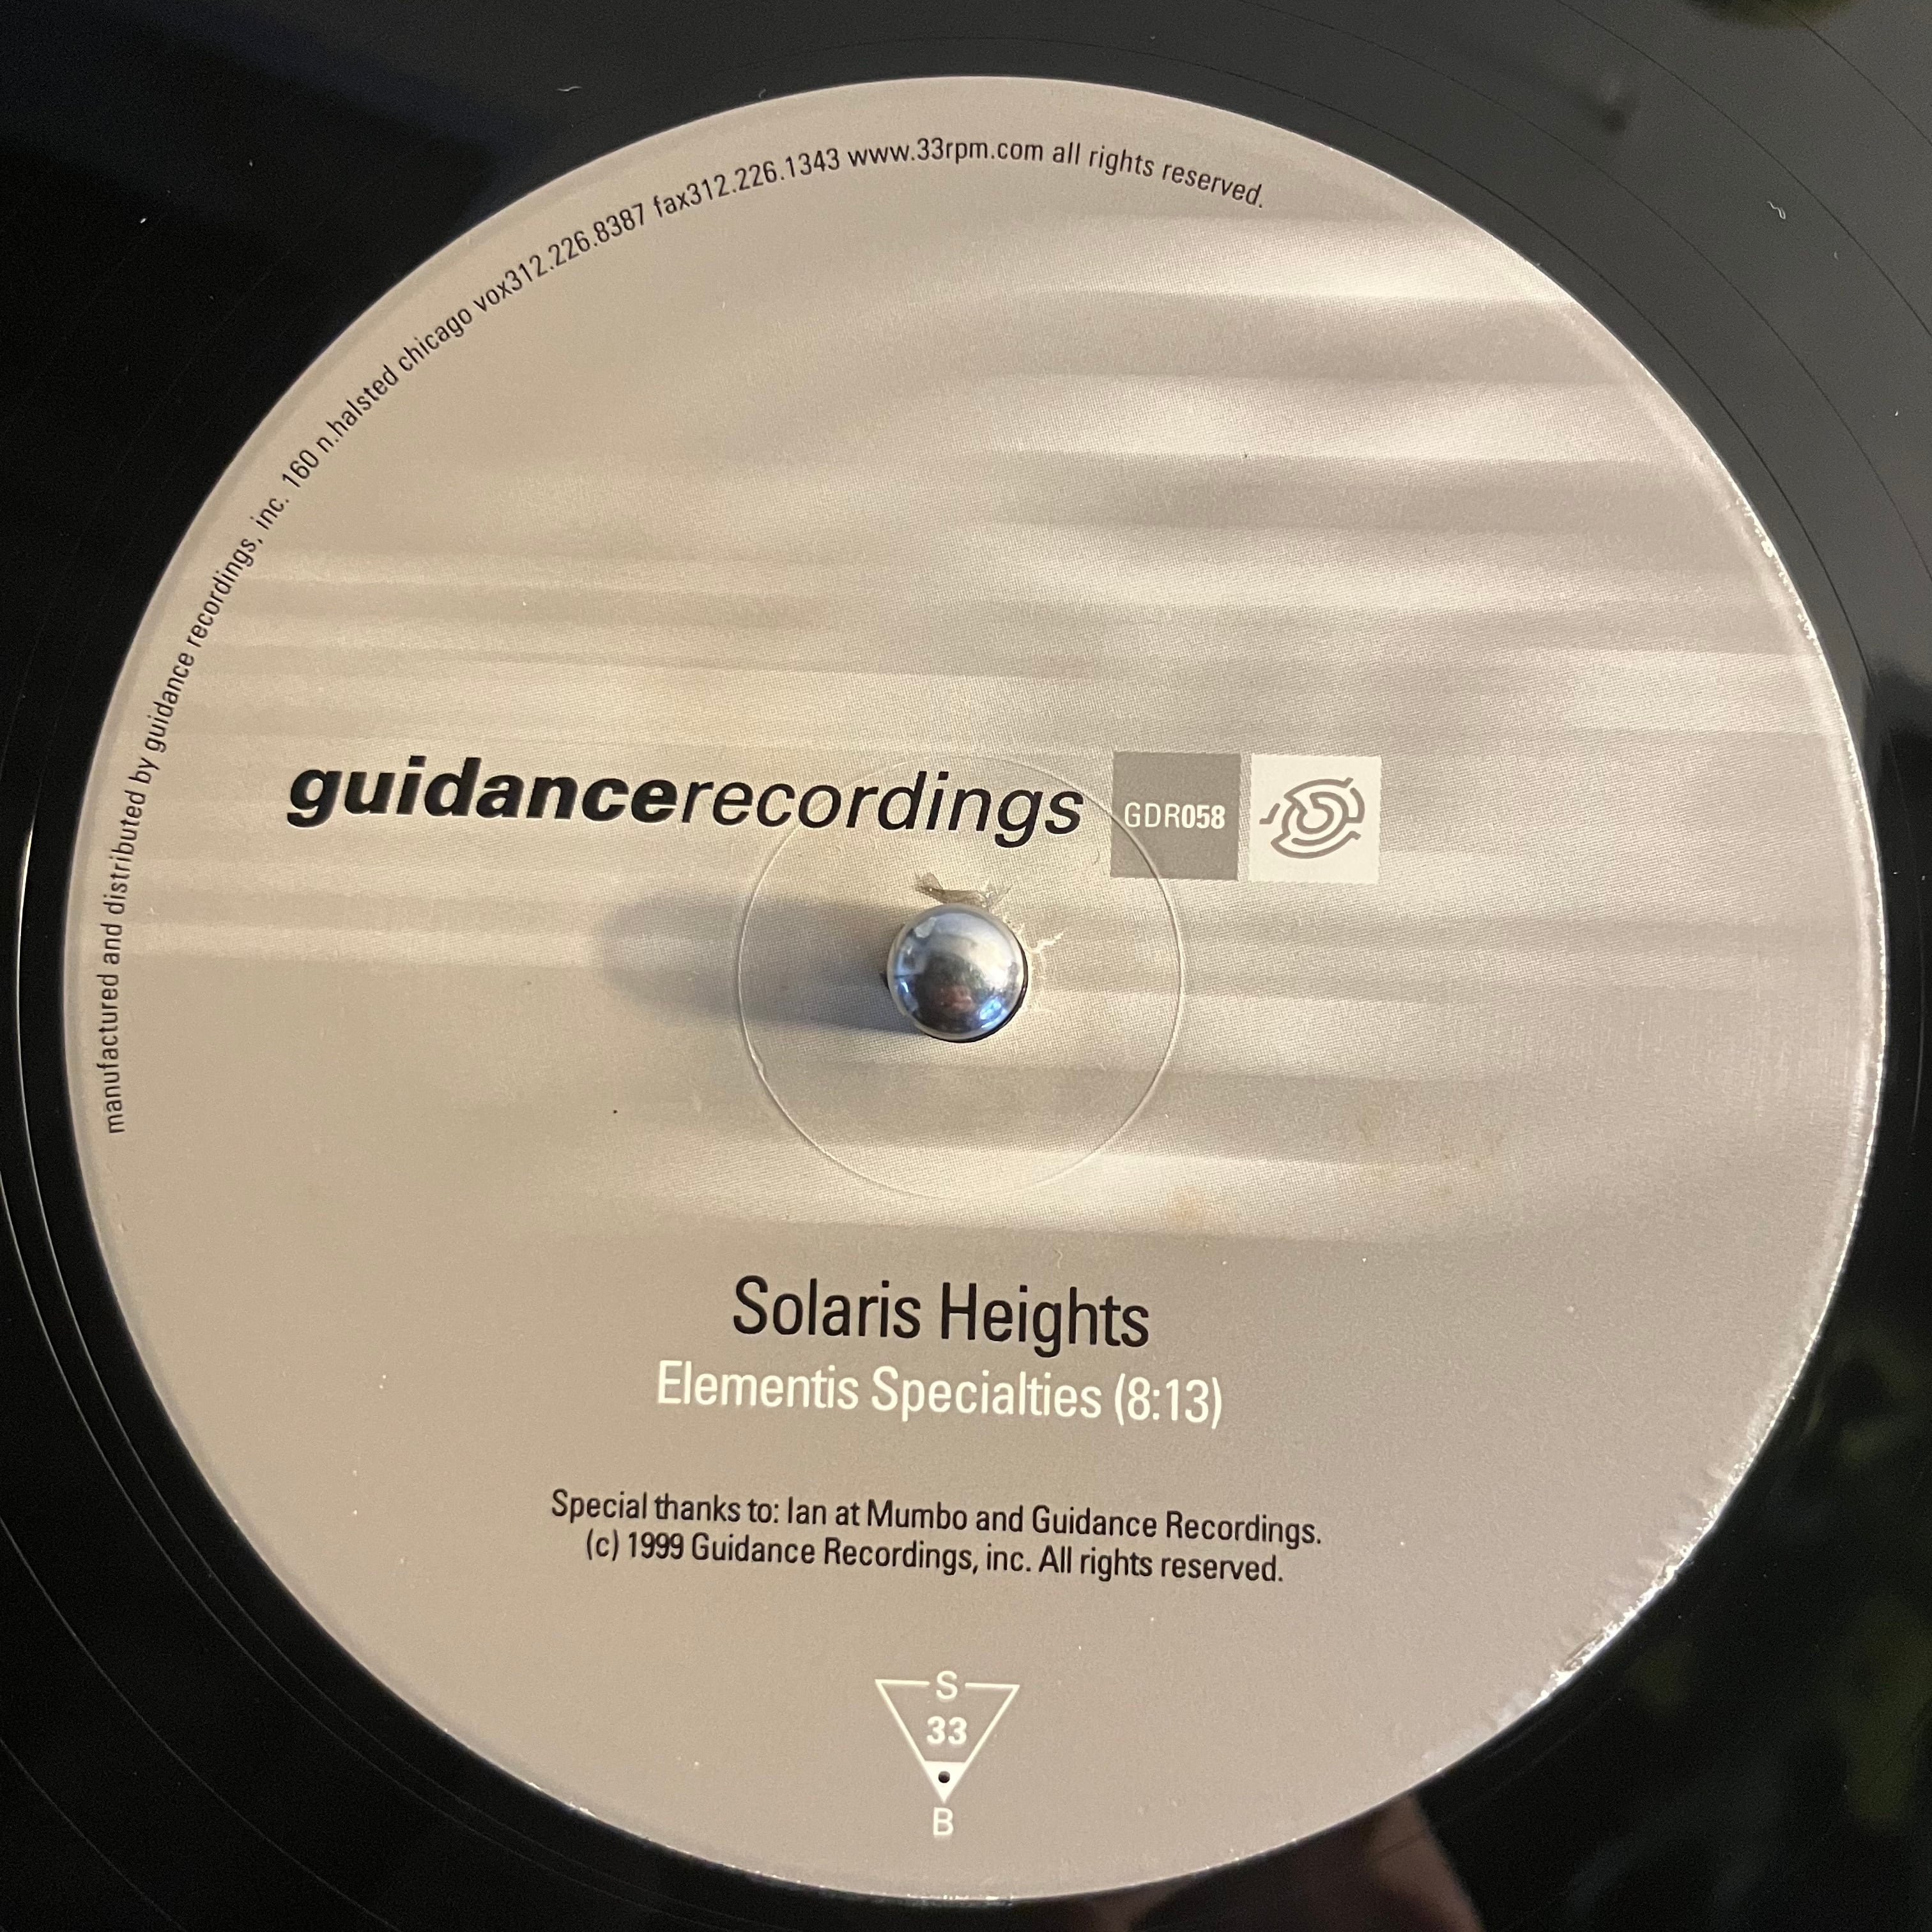 manufactured and distributed by guidance recordings, inc. 160 n.halsted chicago vox312.226.8387 fax312.226.1343 www.33rpm.com all rights reserved.
guidancerecordings GDR058
Solaris Heights
Elementis Specialties (8:13)
Special thanks to: Ian at Mumbo and Guidance Recordings.
(c) 1999 Guidance Recordings, inc. All rights reserved.
S
33
B